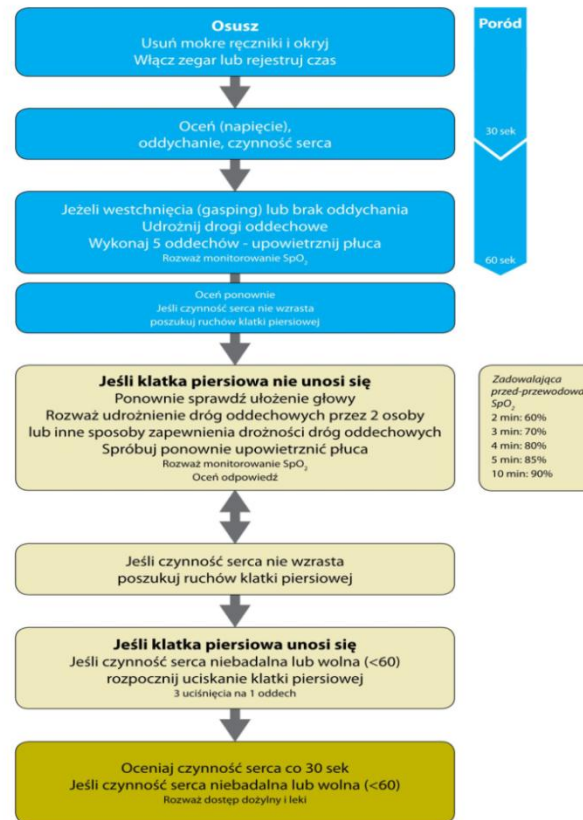 Osusz
Usuń mokre ręczniki i okryj
Włącz zegar lub rejestruj czas
Poród
30 sek
60 sek
Oceń (napięcie),
oddychanie, czynność serca
Jeżeli westchnięcia (gasping) lub brak oddychania
Udrożnij drogi oddechowe
Wykonaj 5 oddechów - upowietrznij płuca
Rozważ monitorowanie SpO₂
Oceń ponownie
Jeśli czynność serca nie wzrasta
poszukuj ruchów klatki piersiowej
Jeśli klatka piersiowa nie unosi się
Ponownie sprawdź ułożenie głowy
Rozważ udrożnienie dróg oddechowych przez 2 osoby
lub inne sposoby zapewnienia drożności dróg oddechowych
Spróbuj ponownie upowietrznić płuca
Rozważ monitorowanie SpO₂
Oceń odpowiedź
Zadowalająca
przed-przewodowa
SpO₂
2 min: 60%
3 min: 70%
4 min: 80%
5 min: 85%
10 min: 90%
Jeśli czynność serca nie wzrasta
poszukuj ruchów klatki piersiowej
Jeśli klatka piersiowa unosi się
Jeśli czynność serca niebadalna lub wolna (<60)
rozpocznij uciskanie klatki piersiowej
3 uciśnięcia na 1 oddech
Oceniaj czynność serca co 30 sek
Jeśli czynność serca niebadalna lub wolna (<60)
Rozważ dostęp dożylny i leki